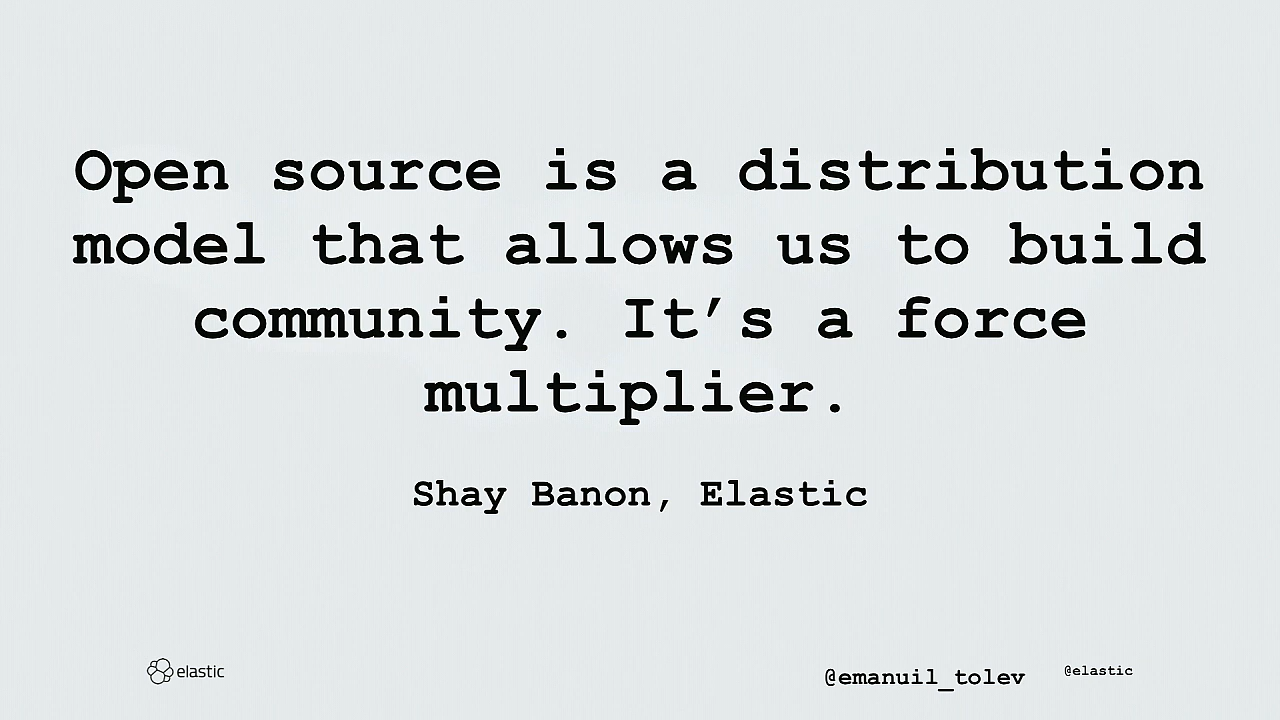 Open source is a distribution
model that allows us to build
community. It’s a force
multiplier.
Shay Banon, Elastic
elastic
@emanuil_tolev
@elastic